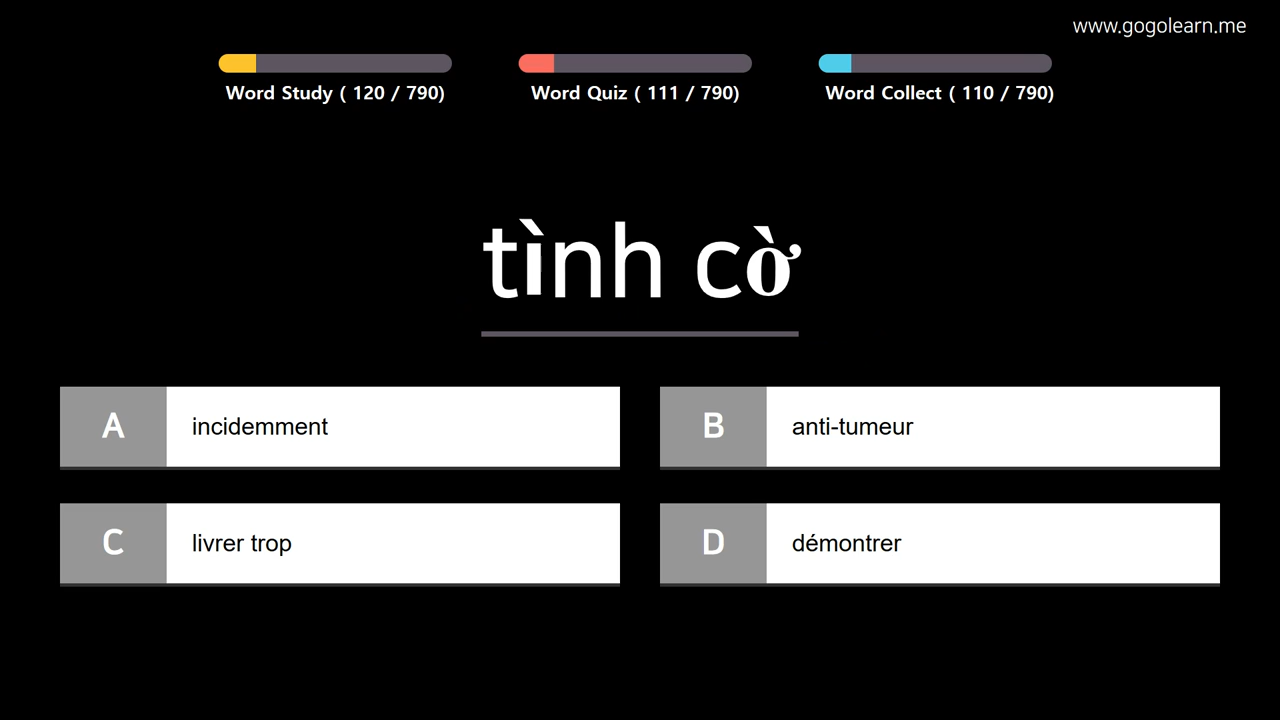 www.gogolearn.me
Word Study ( 120 / 790)
Word Quiz ( 111 / 790)
Word Collect ( 110 / 790)
tình cờ
A incidemment
B anti-tumeur
C livrer trop
D démontrer